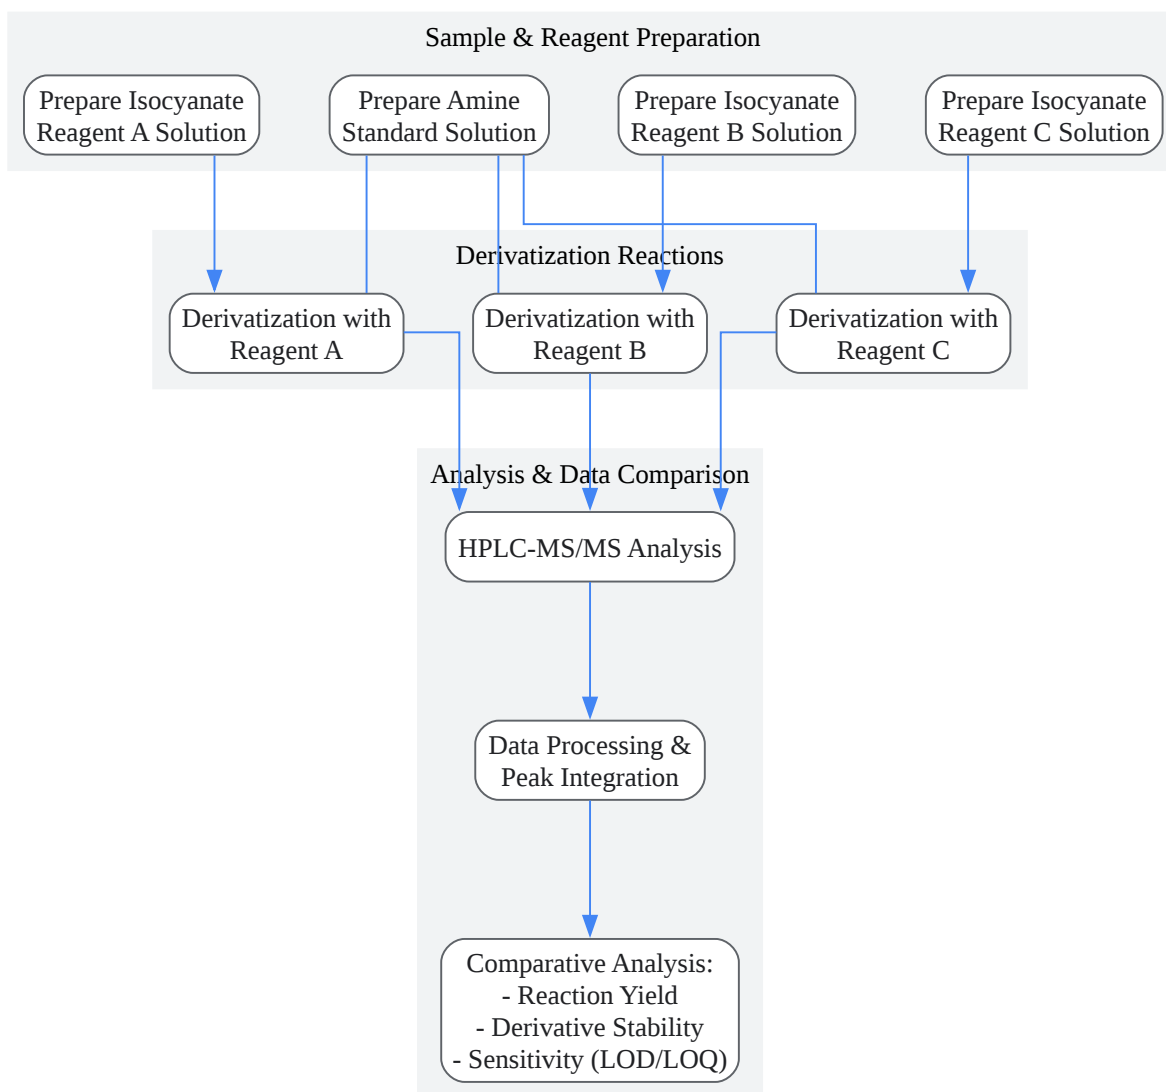 Sample & Reagent Preparation
Prepare Isocyanate
Reagent A Solution
Prepare Amine
Standard Solution
Prepare Isocyanate
Reagent B Solution
Prepare Isocyanate
Reagent C Solution
Derivatization Reactions
Derivatization with
Reagent A
Derivatization with
Reagent B
Derivatization with
Reagent C
Analysis & Data Comparison
HPLC-MS/MS Analysis
Data Processing &
Peak Integration
Comparative Analysis:
- Reaction Yield
- Derivative Stability
- Sensitivity (LOD/LOQ)